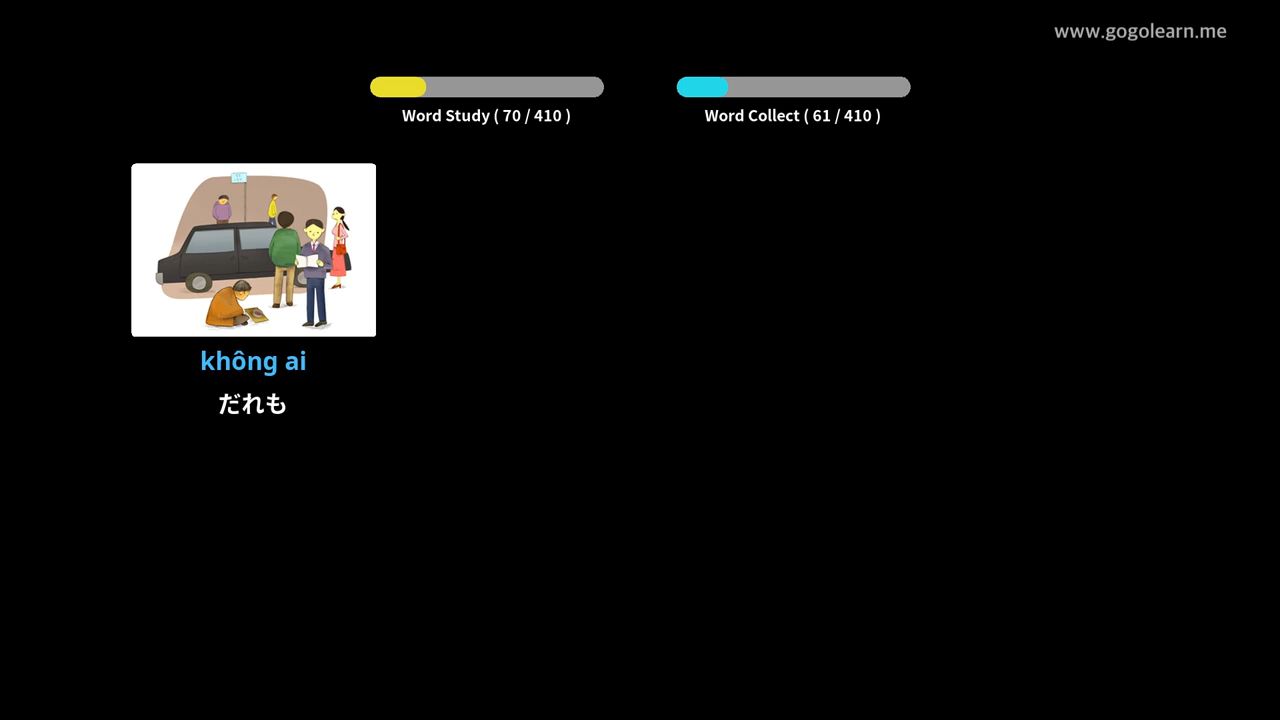 www.gogolearn.me
Word Study ( 70 / 410 )
Word Collect ( 61 / 410 )
không ai
だれも